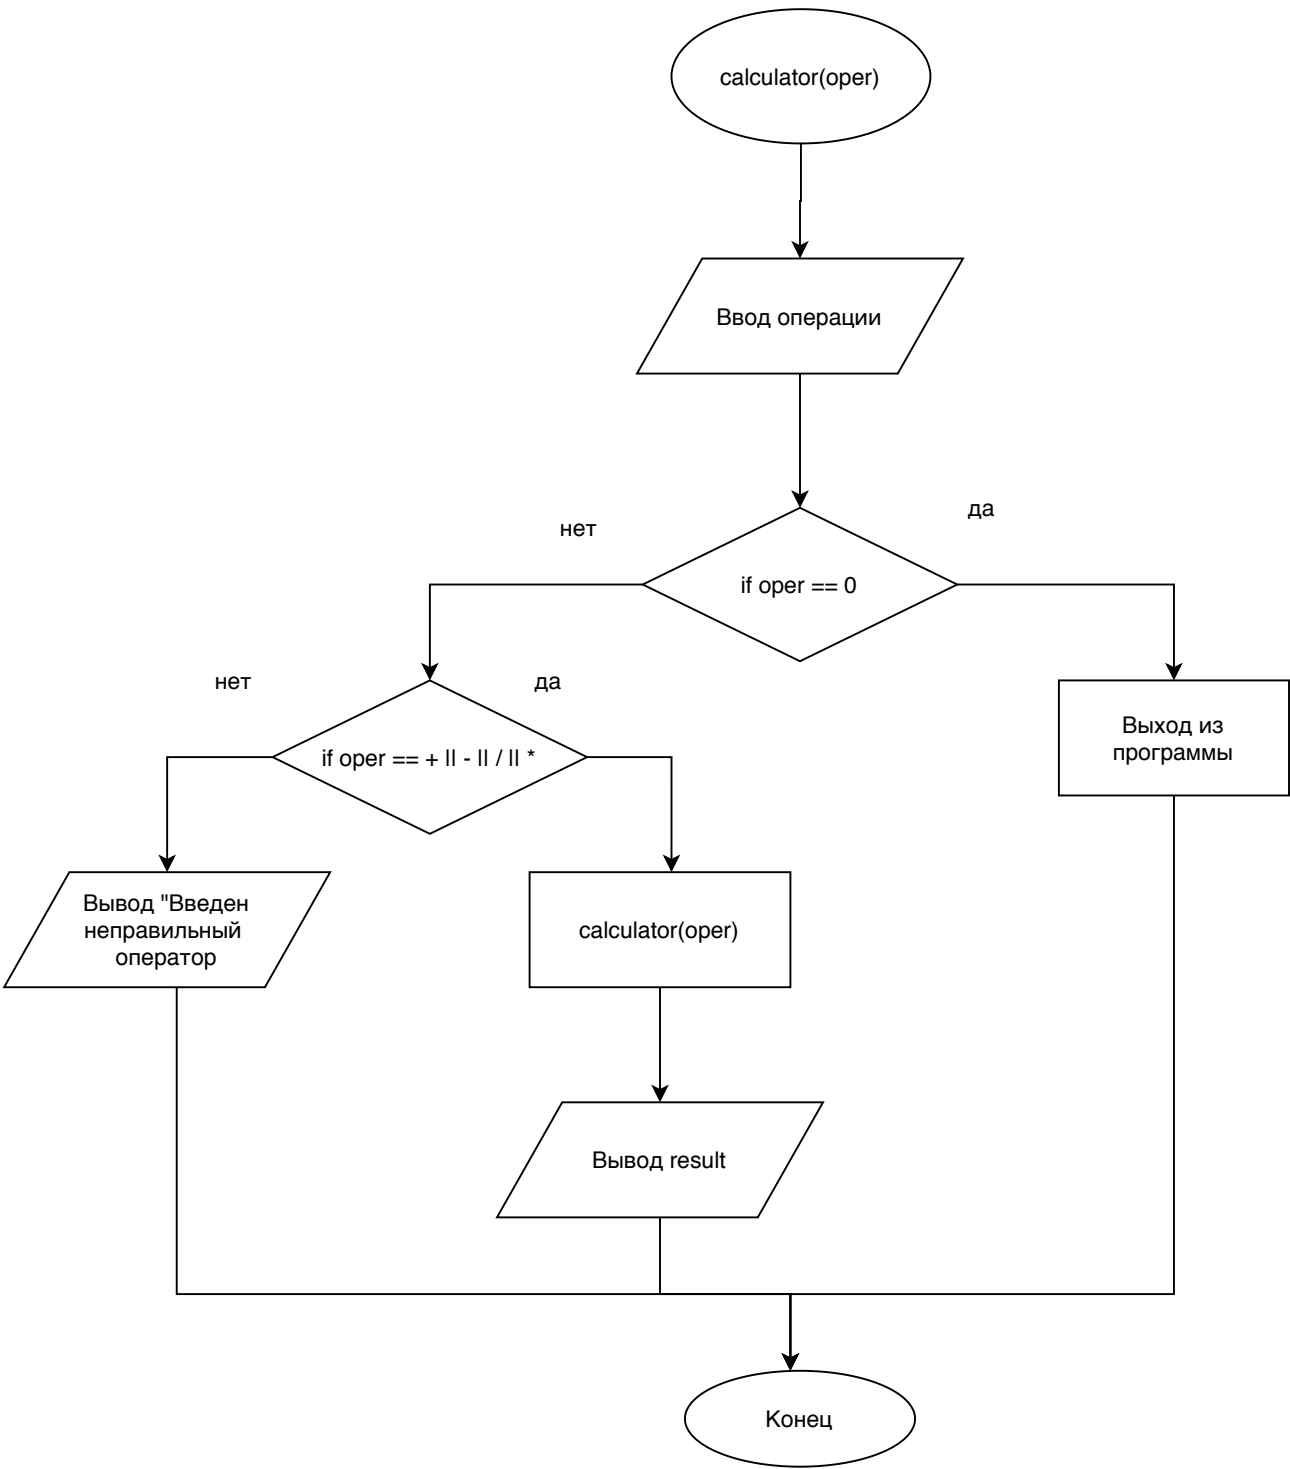 calculator(oper)
Ввод операции
да
нет
if oper == 0
нет
да
Выход из
программы
if oper == + || - || / || *
Вывод "Введен
неправильный
оператор
calculator(oper)
Вывод result
Конец